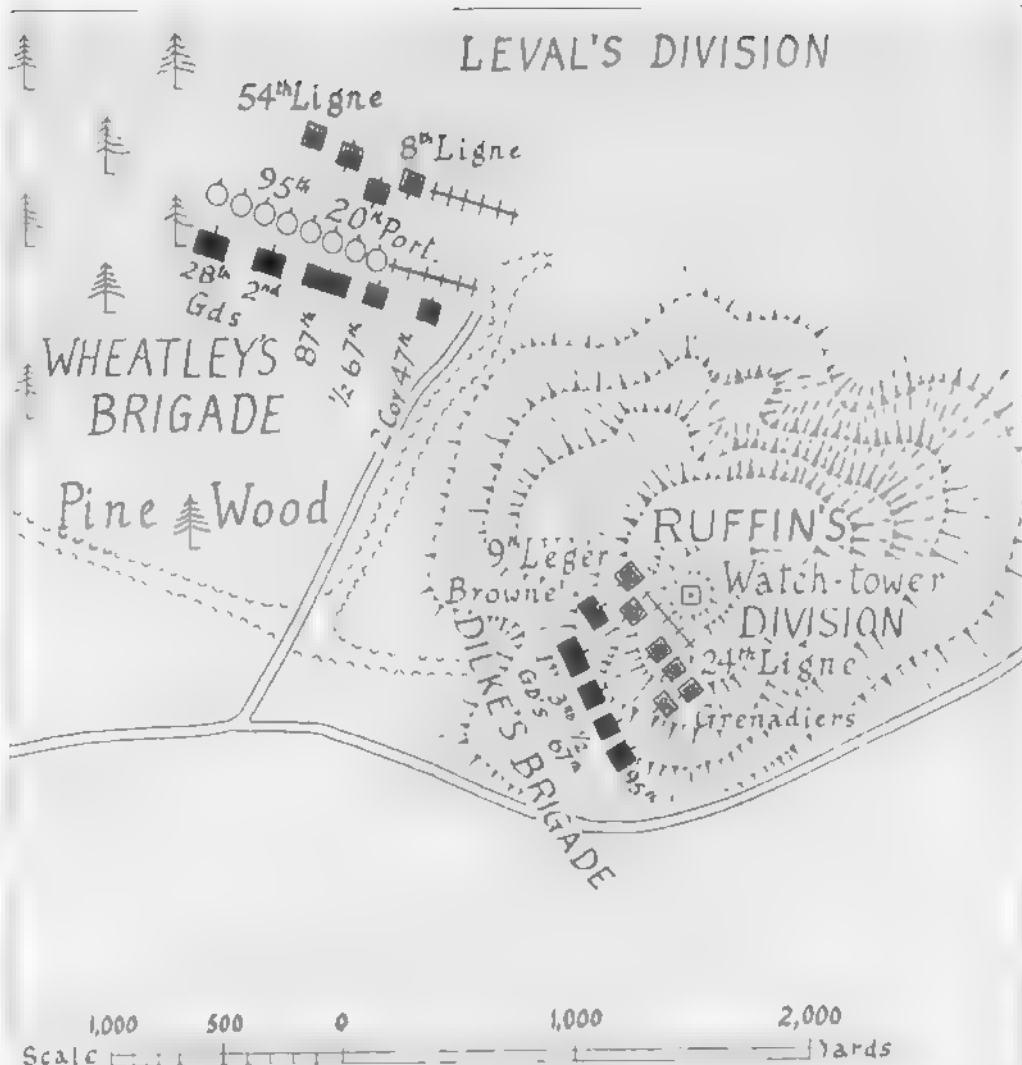 LEVAL'S DIVISION
54th Ligne
8th Ligne
95th
20th Port.
28th
2nd
Gds
87th
½ 67th
2 Coy 47th
WHEATLEY'S
BRIGADE
Pine Wood
RUFFIN'S
9th Leger
Watch-tower
Browne
DIVISION
24th Ligne
Grenadiers
DILKE'S BRIGADE
1st
GD'S
3rd
½
67th
95th
1,000 500 0 1,000 2,000
Scale Yards